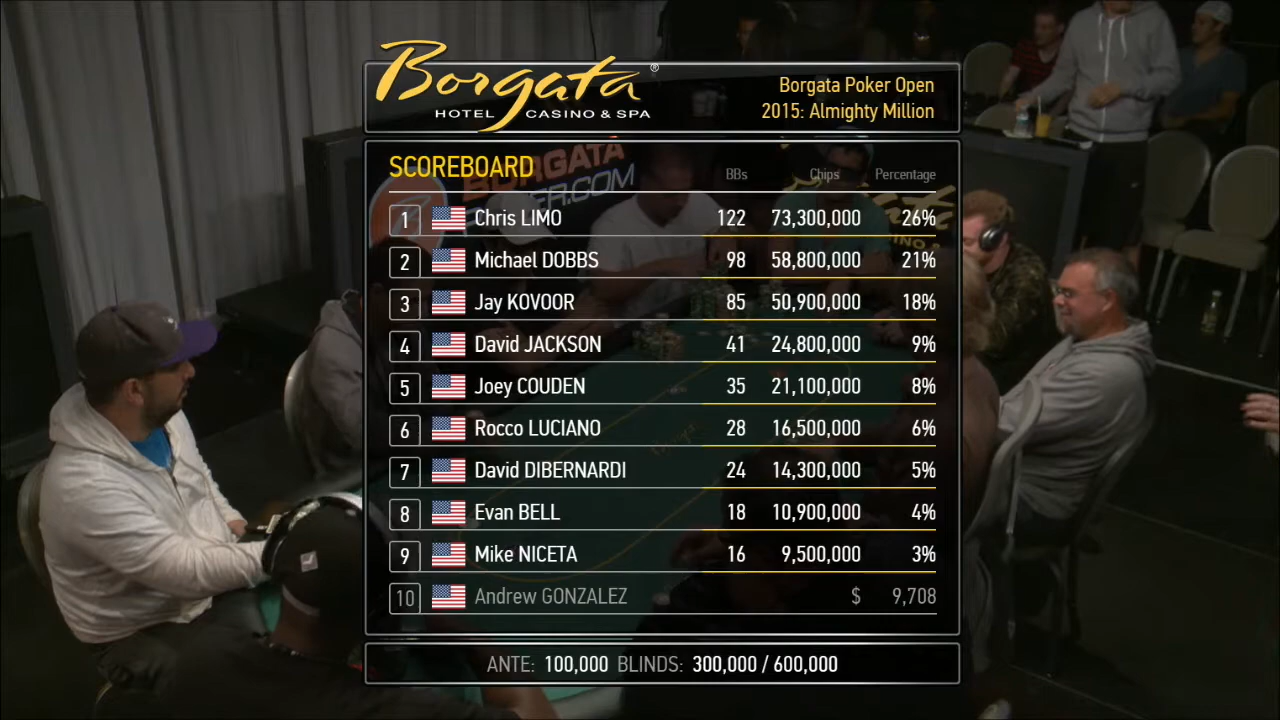 Borgata®
HOTEL CASINO & SPA
Borgata Poker Open
2015: Almighty Million
SCOREBOARD BBs Chips Percentage
BORGATA
.COM
1 Chris LIMO 122 73,300,000 26%
2 Michael DOBBS 98 58,800,000 21%
3 Jay KOVOOR 85 50,900,000 18%
4 David JACKSON 41 24,800,000 9%
5 Joey COUDEN 35 21,100,000 8%
6 Rocco LUCIANO 28 16,500,000 6%
7 David DIBERNARDI 24 14,300,000 5%
8 Evan BELL 18 10,900,000 4%
9 Mike NICETA 16 9,500,000 3%
10 Andrew GONZALEZ $ 9,708
ANTE: 100,000 BLINDS: 300,000 / 600,000